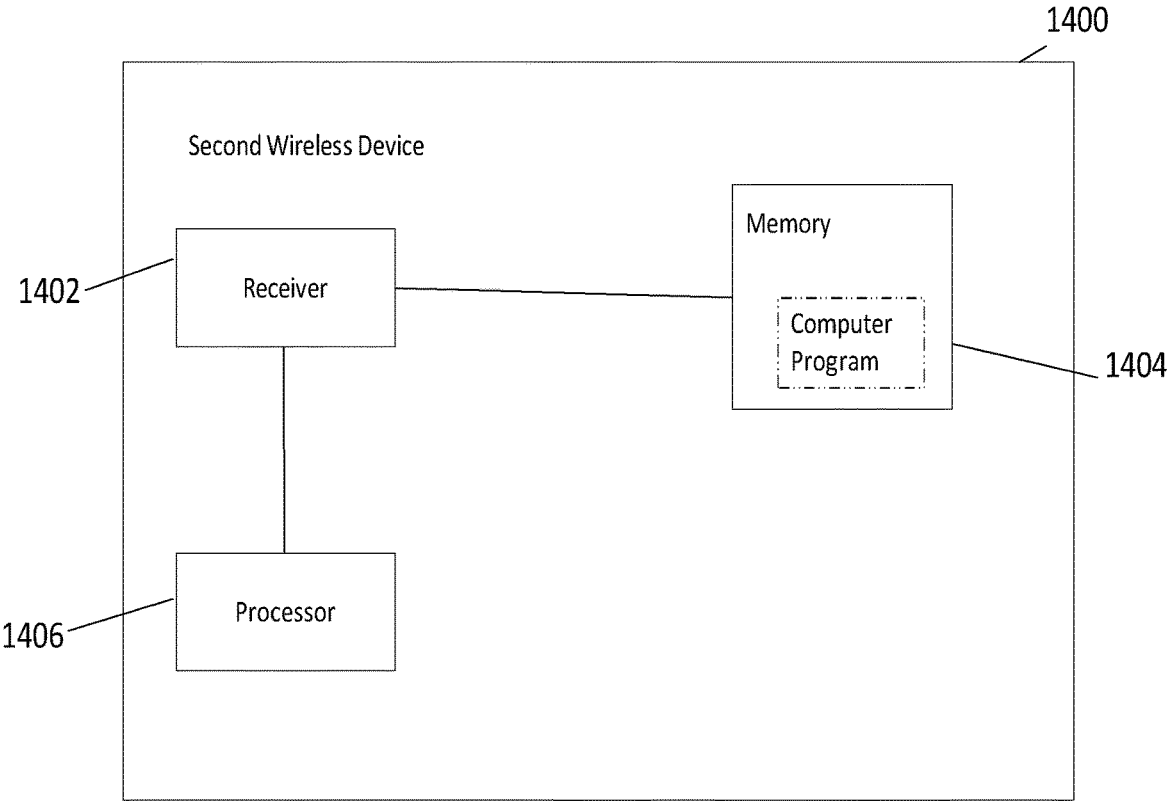 1400
Second Wireless Device
Memory
1402
Receiver
Computer
Program
1404
1406
Processor